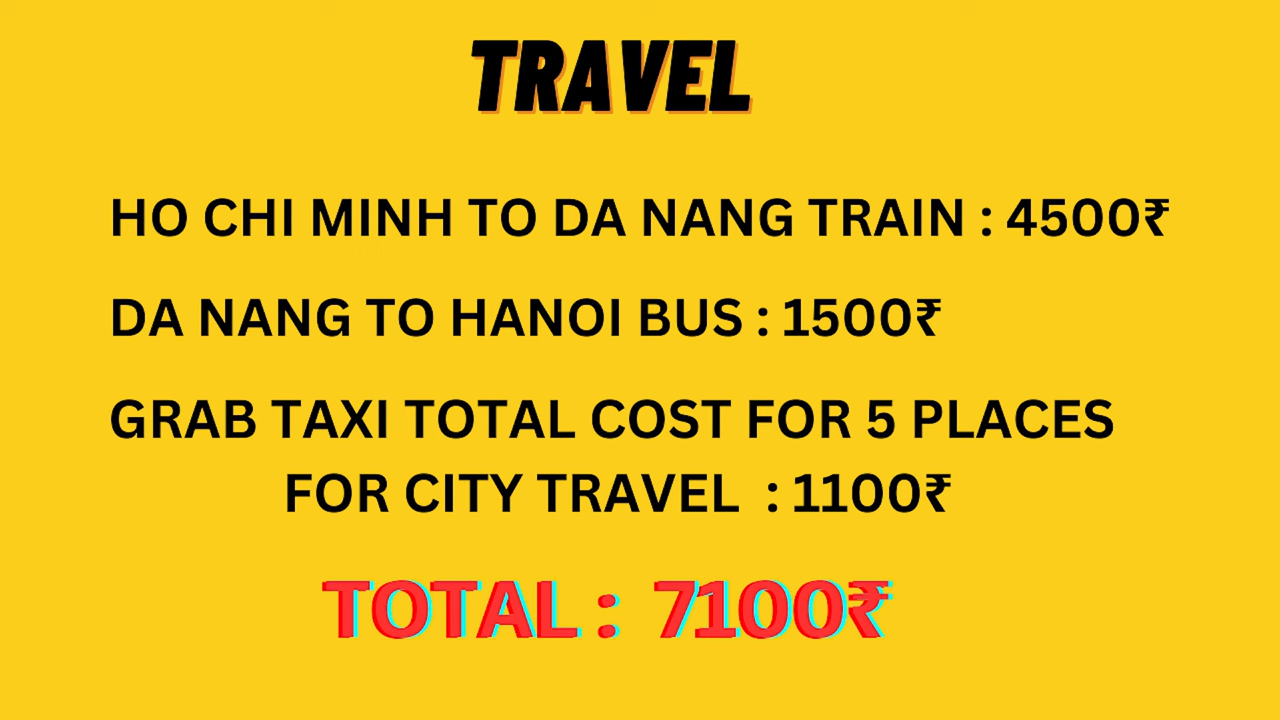 TRAVEL
HO CHI MINH TO DA NANG TRAIN : 4500₹
DA NANG TO HANOI BUS : 1500₹
GRAB TAXI TOTAL COST FOR 5 PLACES
FOR CITY TRAVEL : 1100₹
TOTAL : 7100₹